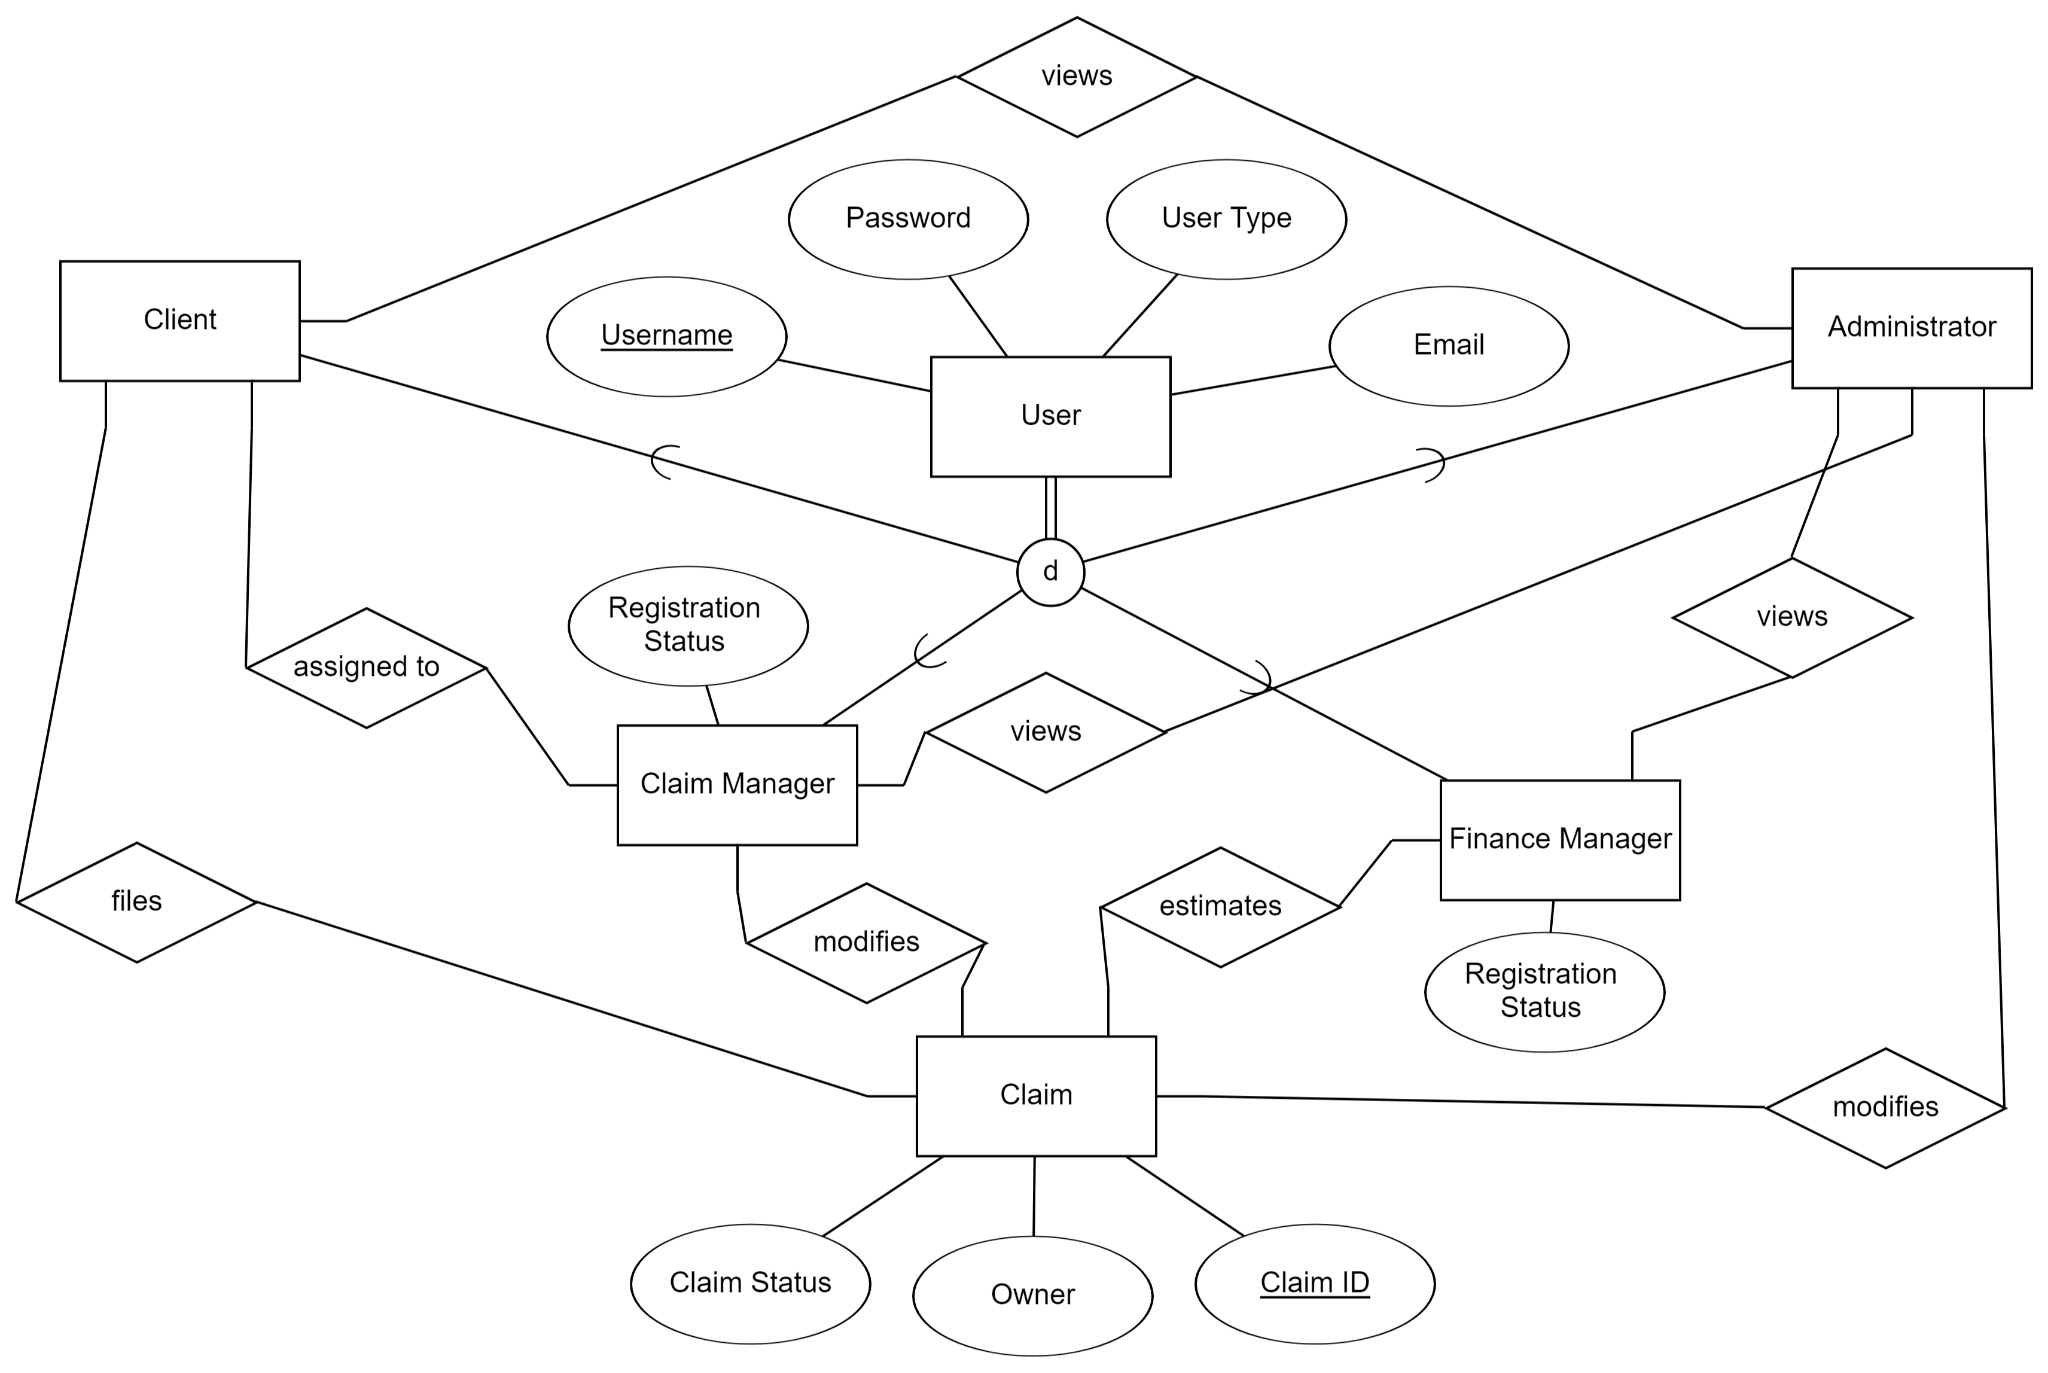 views
Password
User Type
Client
Username
Email
Administrator
User
d
Registration
Status
views
assigned to
views
Claim Manager
Finance Manager
files
estimates
modifies
Registration
Status
Claim
modifies
Claim Status
Owner
Claim ID